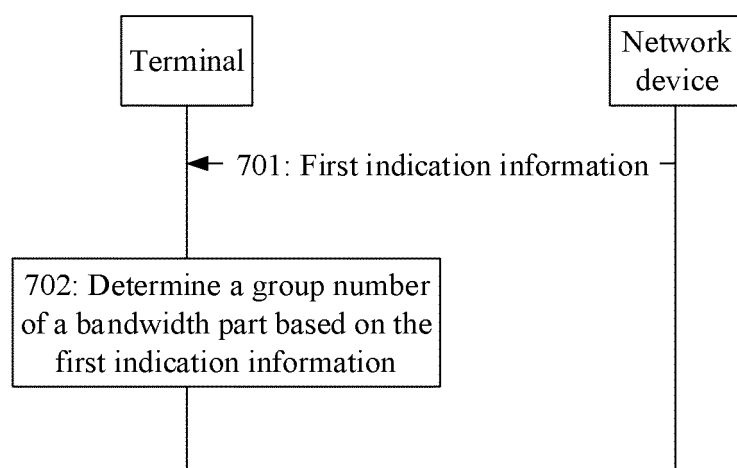 Terminal
Network
device
701: First indication information
702: Determine a group number
of a bandwidth part based on the
first indication information